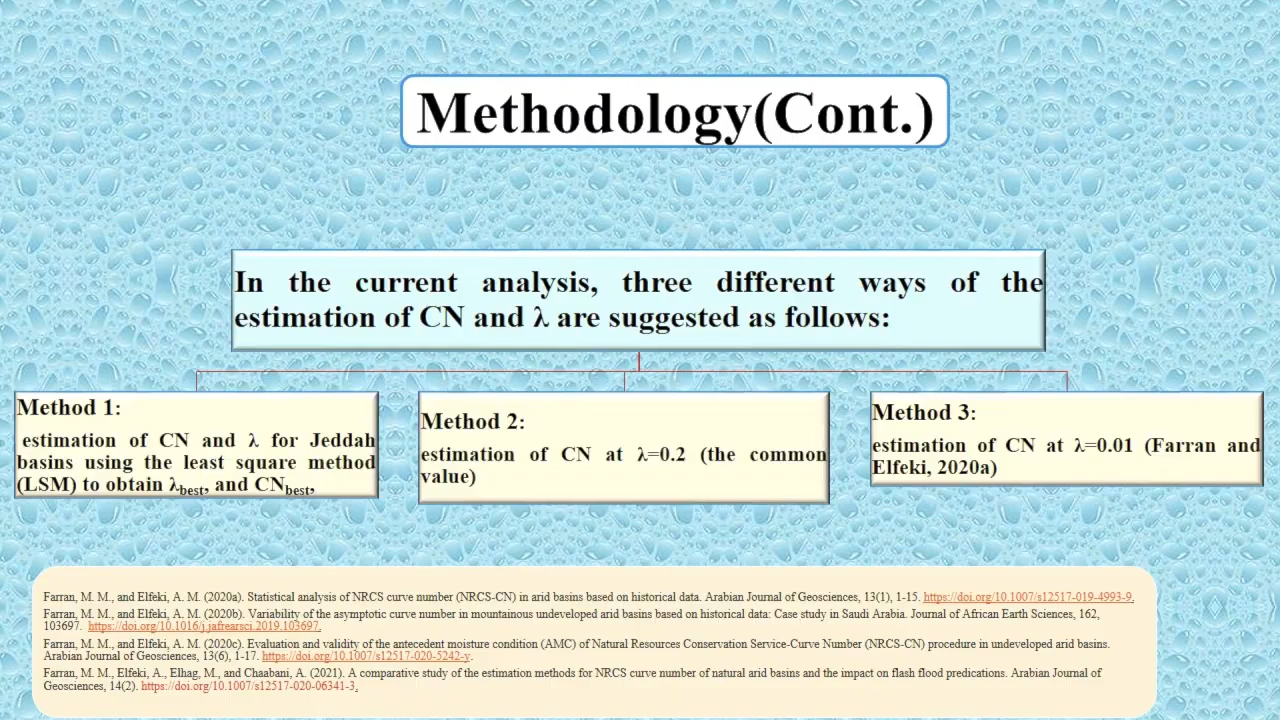 Methodology(Cont.)
In the current analysis, three different ways of the
estimation of CN and λ are suggested as follows:
Method 1:
estimation of CN and λ for Jeddah
basins using the least square method
(LSM) to obtain λbest, and CNbest,
Method 2:
estimation of CN at λ=0.2 (the common
value)
Method 3:
estimation of CN at λ=0.01 (Farran and
Elfeki, 2020a)
Farran, M. M., and Elfeki, A. M. (2020a). Statistical analysis of NRCS curve number (NRCS-CN) in arid basins based on historical data. Arabian Journal of Geosciences, 13(1), 1-15. https://doi.org/10.1007/s12517-019-4993-9.
Farran, M. M., and Elfeki, A. M. (2020b). Variability of the asymptotic curve number in mountainous undeveloped arid basins based on historical data: Case study in Saudi Arabia. Journal of African Earth Sciences, 162,
103697. https://doi.org/10.1016/j.jafrearsci.2019.103697.
Farran, M. M., and Elfeki, A. M. (2020c). Evaluation and validity of the antecedent moisture condition (AMC) of Natural Resources Conservation Service-Curve Number (NRCS-CN) procedure in undeveloped arid basins.
Arabian Journal of Geosciences, 13(6), 1-17. https://doi.org/10.1007/s12517-020-5242-y.
Farran, M. M., Elfeki, A., Elhag, M., and Chaabani, A. (2021). A comparative study of the estimation methods for NRCS curve number of natural arid basins and the impact on flash flood predications. Arabian Journal of
Geosciences, 14(2). https://doi.org/10.1007/s12517-020-06341-3.